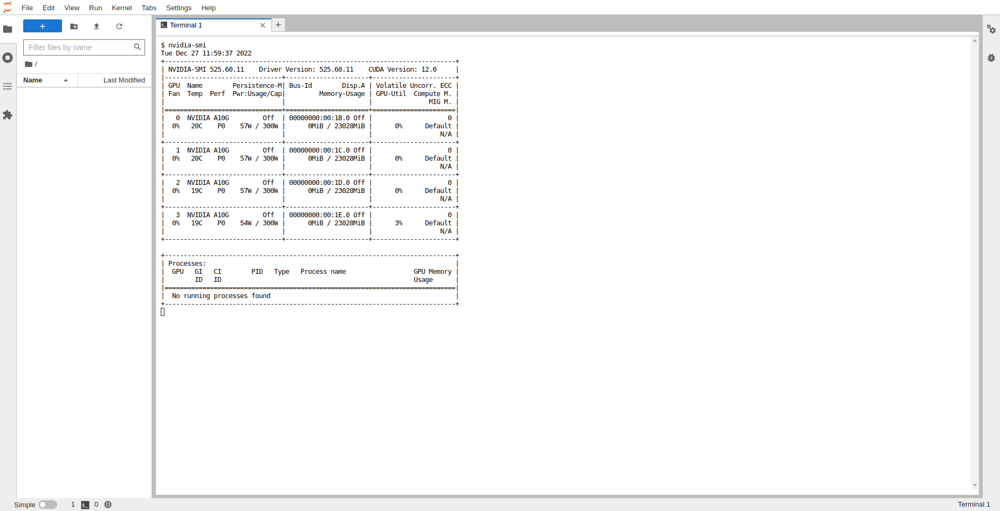 File Edit View Run Kernel Tabs Settings Help
Terminal 1
Filter files by name
/
Name Last Modified
$ nvidia-smi
Tue Dec 27 11:59:37 2022
+-----------------------------------------------------------------------------+
| NVIDIA-SMI 525.60.11    Driver Version: 525.60.11    CUDA Version: 12.0     |
|-------------------------------+----------------------+----------------------+
| GPU  Name        Persistence-M| Bus-Id        Disp.A | Volatile Uncorr. ECC |
| Fan  Temp  Perf  Pwr:Usage/Cap|         Memory-Usage | GPU-Util  Compute M. |
|                               |                      |               MIG M. |
|===============================+======================+======================|
|   0  NVIDIA A10G         Off  | 00000000:00:1B.0 Off |                    0 |
|  0%   20C    P0    57W / 300W |      0MiB / 23028MiB |      0%      Default |
|                               |                      |                  N/A |
+-------------------------------+----------------------+----------------------+
|   1  NVIDIA A10G         Off  | 00000000:00:1C.0 Off |                    0 |
|  0%   20C    P0    57W / 300W |      0MiB / 23028MiB |      0%      Default |
|                               |                      |                  N/A |
+-------------------------------+----------------------+----------------------+
|   2  NVIDIA A10G         Off  | 00000000:00:1D.0 Off |                    0 |
|  0%   19C    P0    57W / 300W |      0MiB / 23028MiB |      0%      Default |
|                               |                      |                  N/A |
+-------------------------------+----------------------+----------------------+
|   3  NVIDIA A10G         Off  | 00000000:00:1E.0 Off |                    0 |
|  0%   19C    P0    54W / 300W |      0MiB / 23028MiB |      3%      Default |
|                               |                      |                  N/A |
+-------------------------------+----------------------+----------------------+

+-----------------------------------------------------------------------------+
| Processes:                                                                  |
|  GPU   GI   CI        PID   Type   Process name                  GPU Memory |
|        ID   ID                                                   Usage      |
|=============================================================================|
|  No running processes found                                                 |
+-----------------------------------------------------------------------------+
Simple 1 $_ 0 Terminal 1